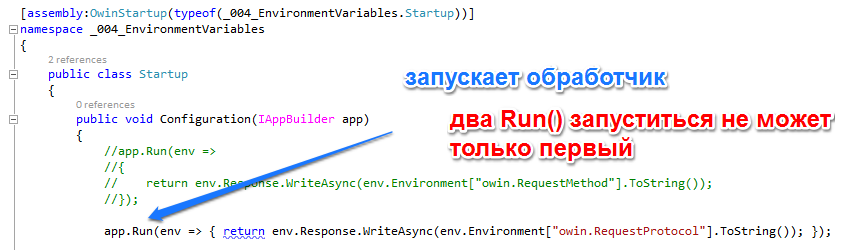 [assembly:OwinStartup(typeof(_004_EnvironmentVariables.Startup))]
namespace _004_EnvironmentVariables
{
2 references
public class Startup
запускает обработчик
{
0 references
public void Configuration(IAppBuilder app)
два Run() запуститься не может
{
только первый
//app.Run(env =>
//{
// return env.Response.WriteAsync(env.Environment["owin.RequestMethod"].ToString());
//});
app.Run(env => { return env.Response.WriteAsync(env.Environment["owin.RequestProtocol"].ToString()); });